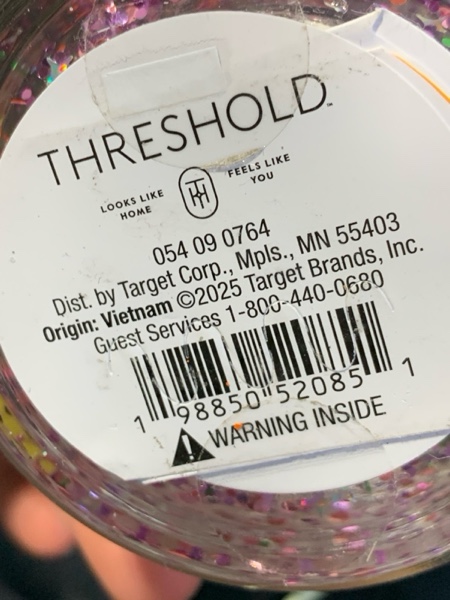 THRESHOLD™
LOOKS LIKE HOME
FEELS LIKE YOU
054 09 0764
Dist. by Target Corp., Mpls., MN 55403
Origin: Vietnam ©2025 Target Brands, Inc.
Guest Services 1-800-440-0680
1 98850 52085 1
WARNING INSIDE